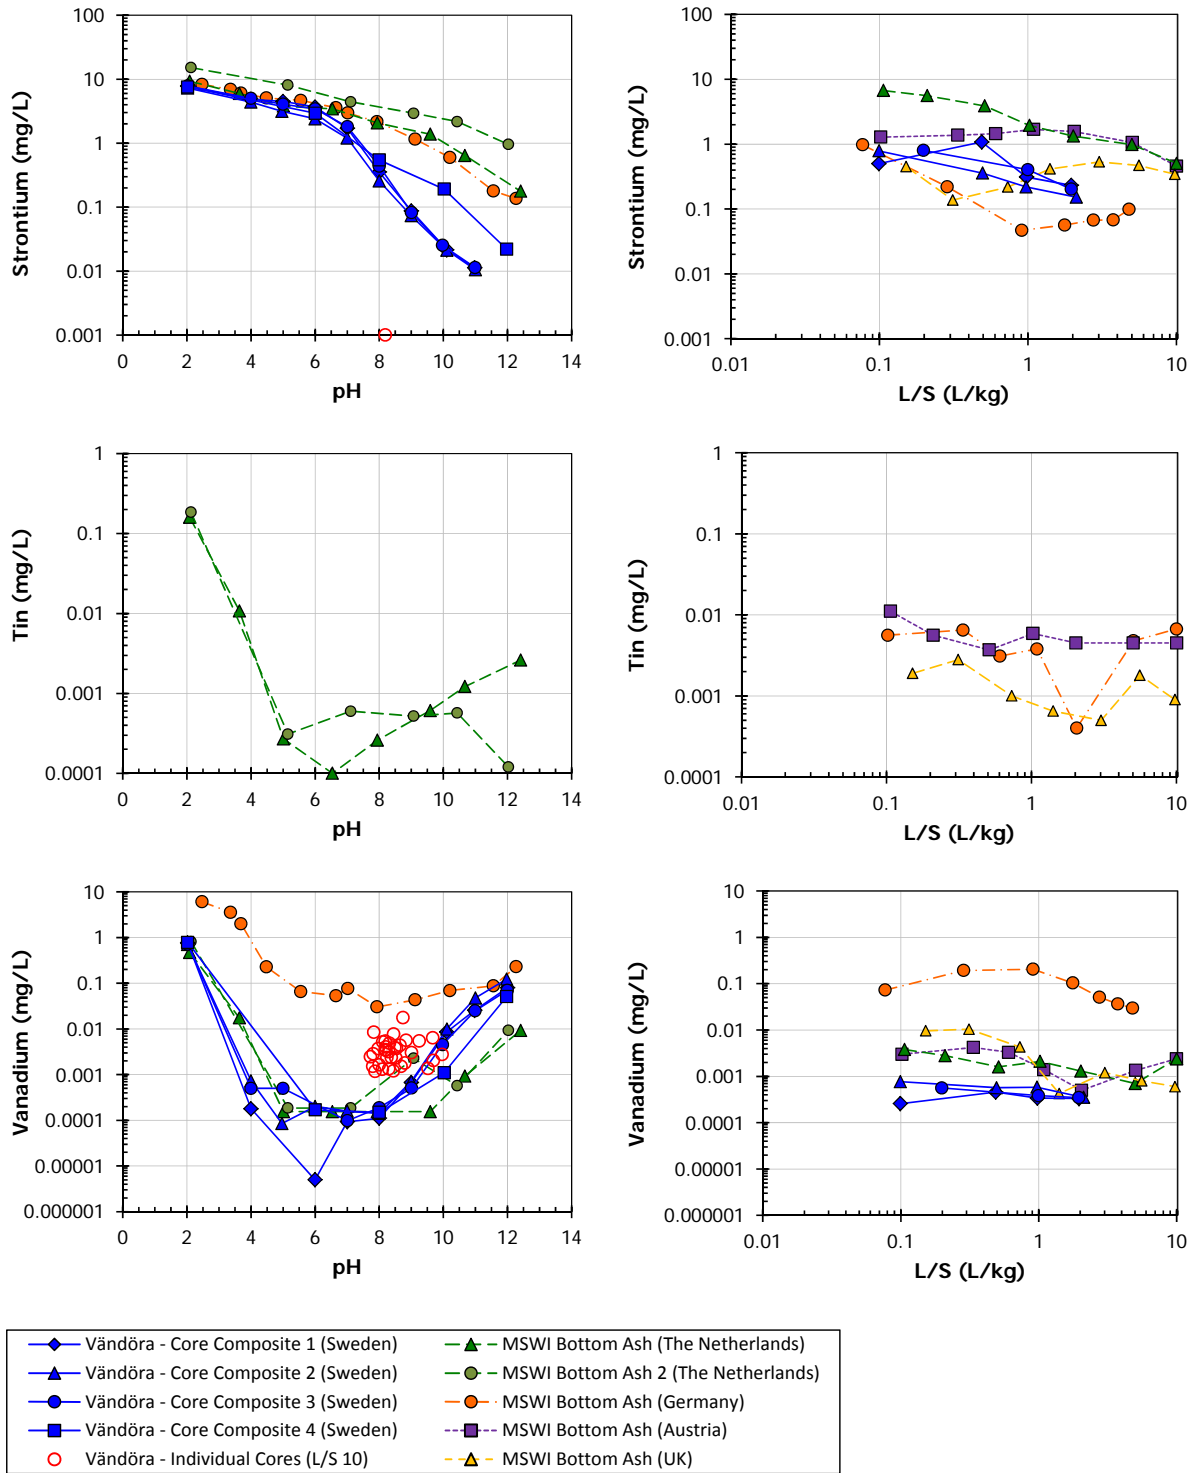 Strontium (mg/L)
100
10
1
0.1
0.01
0.001
0 2 4 6 8 10 12 14
pH
Strontium (mg/L)
100
10
1
0.1
0.01
0.001
0.01 0.1 1 10
L/S (L/kg)
Tin (mg/L)
1
0.1
0.01
0.001
0.0001
0 2 4 6 8 10 12 14
pH
Tin (mg/L)
1
0.1
0.01
0.001
0.0001
0.01 0.1 1 10
L/S (L/kg)
Vanadium (mg/L)
10
1
0.1
0.01
0.001
0.0001
0.00001
0.000001
0 2 4 6 8 10 12 14
pH
Vanadium (mg/L)
10
1
0.1
0.01
0.001
0.0001
0.00001
0.000001
0.01 0.1 1 10
L/S (L/kg)
Vändöra - Core Composite 1 (Sweden)
Vändöra - Core Composite 2 (Sweden)
Vändöra - Core Composite 3 (Sweden)
Vändöra - Core Composite 4 (Sweden)
Vändöra - Individual Cores (L/S 10)
MSWI Bottom Ash (The Netherlands)
MSWI Bottom Ash 2 (The Netherlands)
MSWI Bottom Ash (Germany)
MSWI Bottom Ash (Austria)
MSWI Bottom Ash (UK)